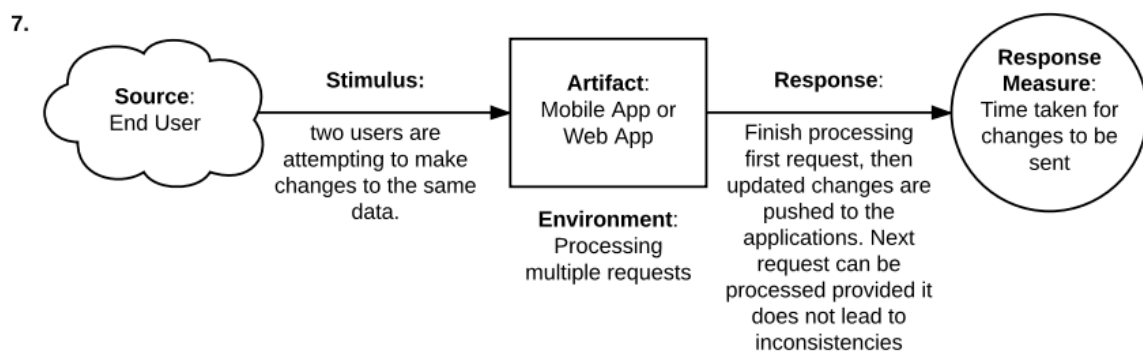 7.
Source:
End User
Stimulus:
two users are
attempting to make
changes to the same
data.
Artifact:
Mobile App or
Web App
Environment:
Processing
multiple requests
Response:
Finish processing
first request, then
updated changes are
pushed to the
applications. Next
request can be
processed provided it
does not lead to
inconsistencies
Response
Measure:
Time taken for
changes to be
sent